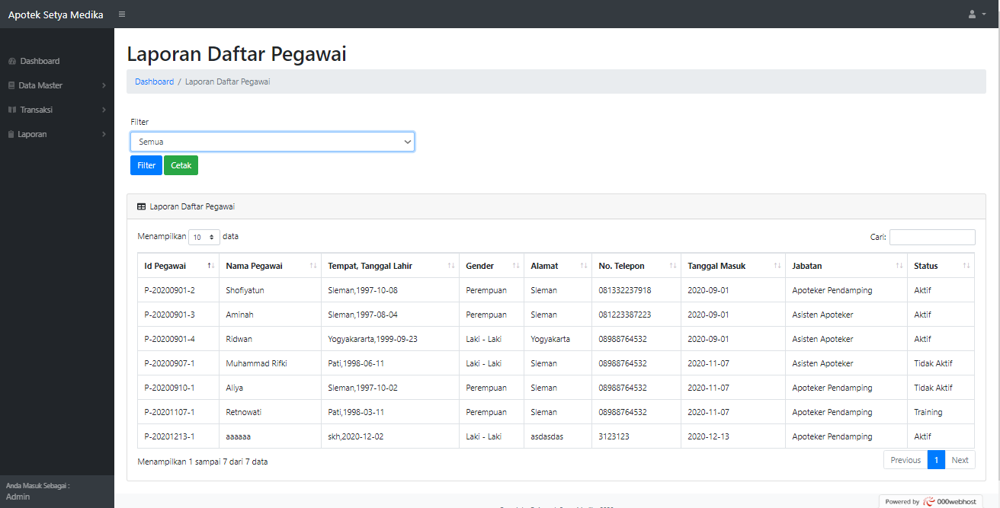 Apotek Setya Medika
Dashboard
Data Master
Transaksi
Laporan
Anda Masuk Sebagai :
Admin
Laporan Daftar Pegawai
Dashboard / Laporan Daftar Pegawai
Filter
Semua
Filter Cetak
Laporan Daftar Pegawai
Menampilkan 10 data Cari:
Id Pegawai Nama Pegawai Tempat, Tanggal Lahir Gender Alamat No. Telepon Tanggal Masuk Jabatan Status
P-20200901-2 Shofiyatun Sleman,1997-10-08 Perempuan Sleman 081332237918 2020-09-01 Apoteker Pendamping Aktif
P-20200901-3 Aminah Sleman,1997-08-04 Perempuan Sleman 081223387223 2020-09-01 Asisten Apoteker Aktif
P-20200901-4 Ridwan Yogyakararta,1999-09-23 Laki - Laki Yogyakarta 08988764532 2020-09-01 Asisten Apoteker Aktif
P-20200907-1 Muhammad Rifki Pati,1998-06-11 Laki - Laki Sleman 08988764532 2020-11-07 Asisten Apoteker Tidak Aktif
P-20200910-1 Aliya Sleman,1997-10-02 Perempuan Sleman 08988764532 2020-11-07 Apoteker Pendamping Tidak Aktif
P-20201107-1 Retnowati Pati,1998-03-11 Perempuan Sleman 08988764532 2020-11-07 Apoteker Pendamping Training
P-20201213-1 aaaaaa skh,2020-12-02 Laki - Laki asdasdas 3123123 2020-12-13 Apoteker Pendamping Aktif
Menampilkan 1 sampai 7 dari 7 data Previous 1 Next
Powered by 000webhost